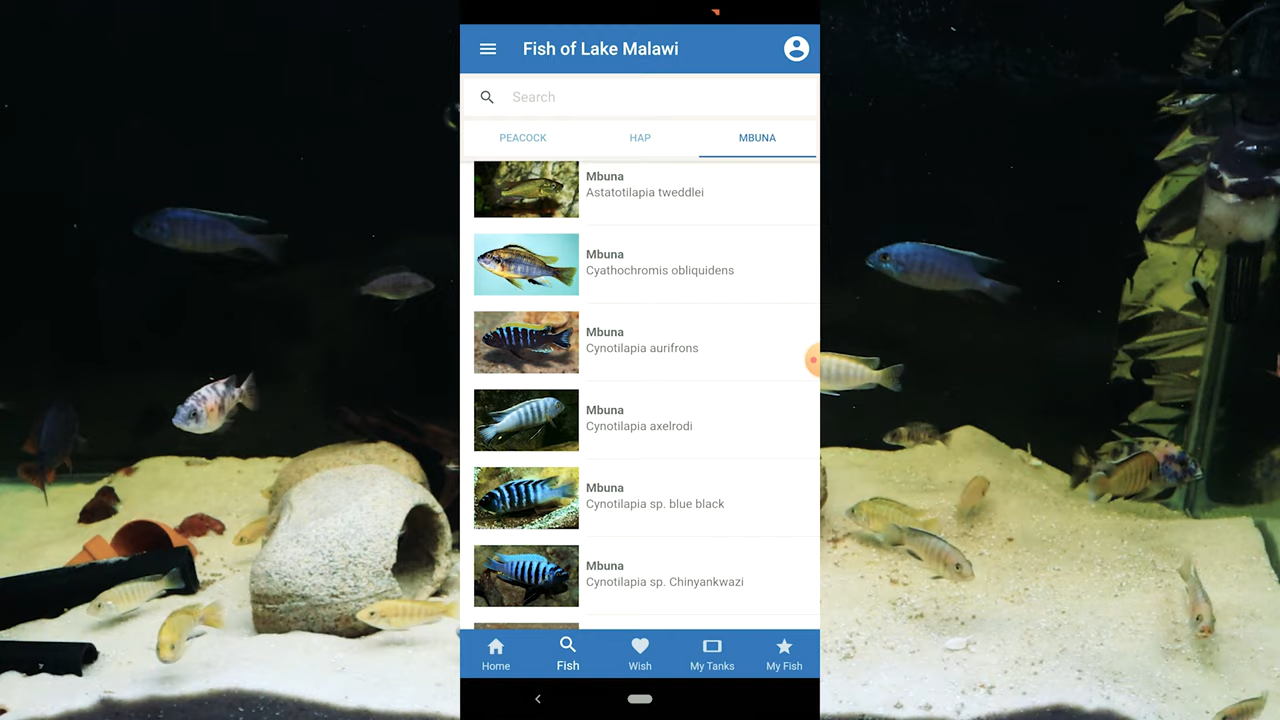 Fish of Lake Malawi
Search
PEACOCK HAP MBUNA
Mbuna
Astatotilapia tweddlei
Mbuna
Cyathochromis obliquidens
Mbuna
Cynotilapia aurifrons
Mbuna
Cynotilapia axelrodi
Mbuna
Cynotilapia sp. blue black
Mbuna
Cynotilapia sp. Chinyankwazi
Home Fish Wish My Tanks My Fish